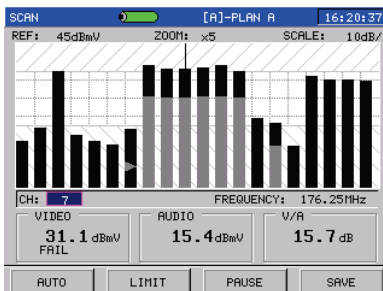 SCAN [A]-PLAN A 16:20:37
REF: 45dBmV ZOOM: x5 SCALE: 10dB/
CH: 7 FREQUENCY: 176.25MHz
VIDEO AUDIO V/A
31.1 dBmV 15.4dBmV 15.7 dB
FAIL
AUTO LIMIT PAUSE SAVE